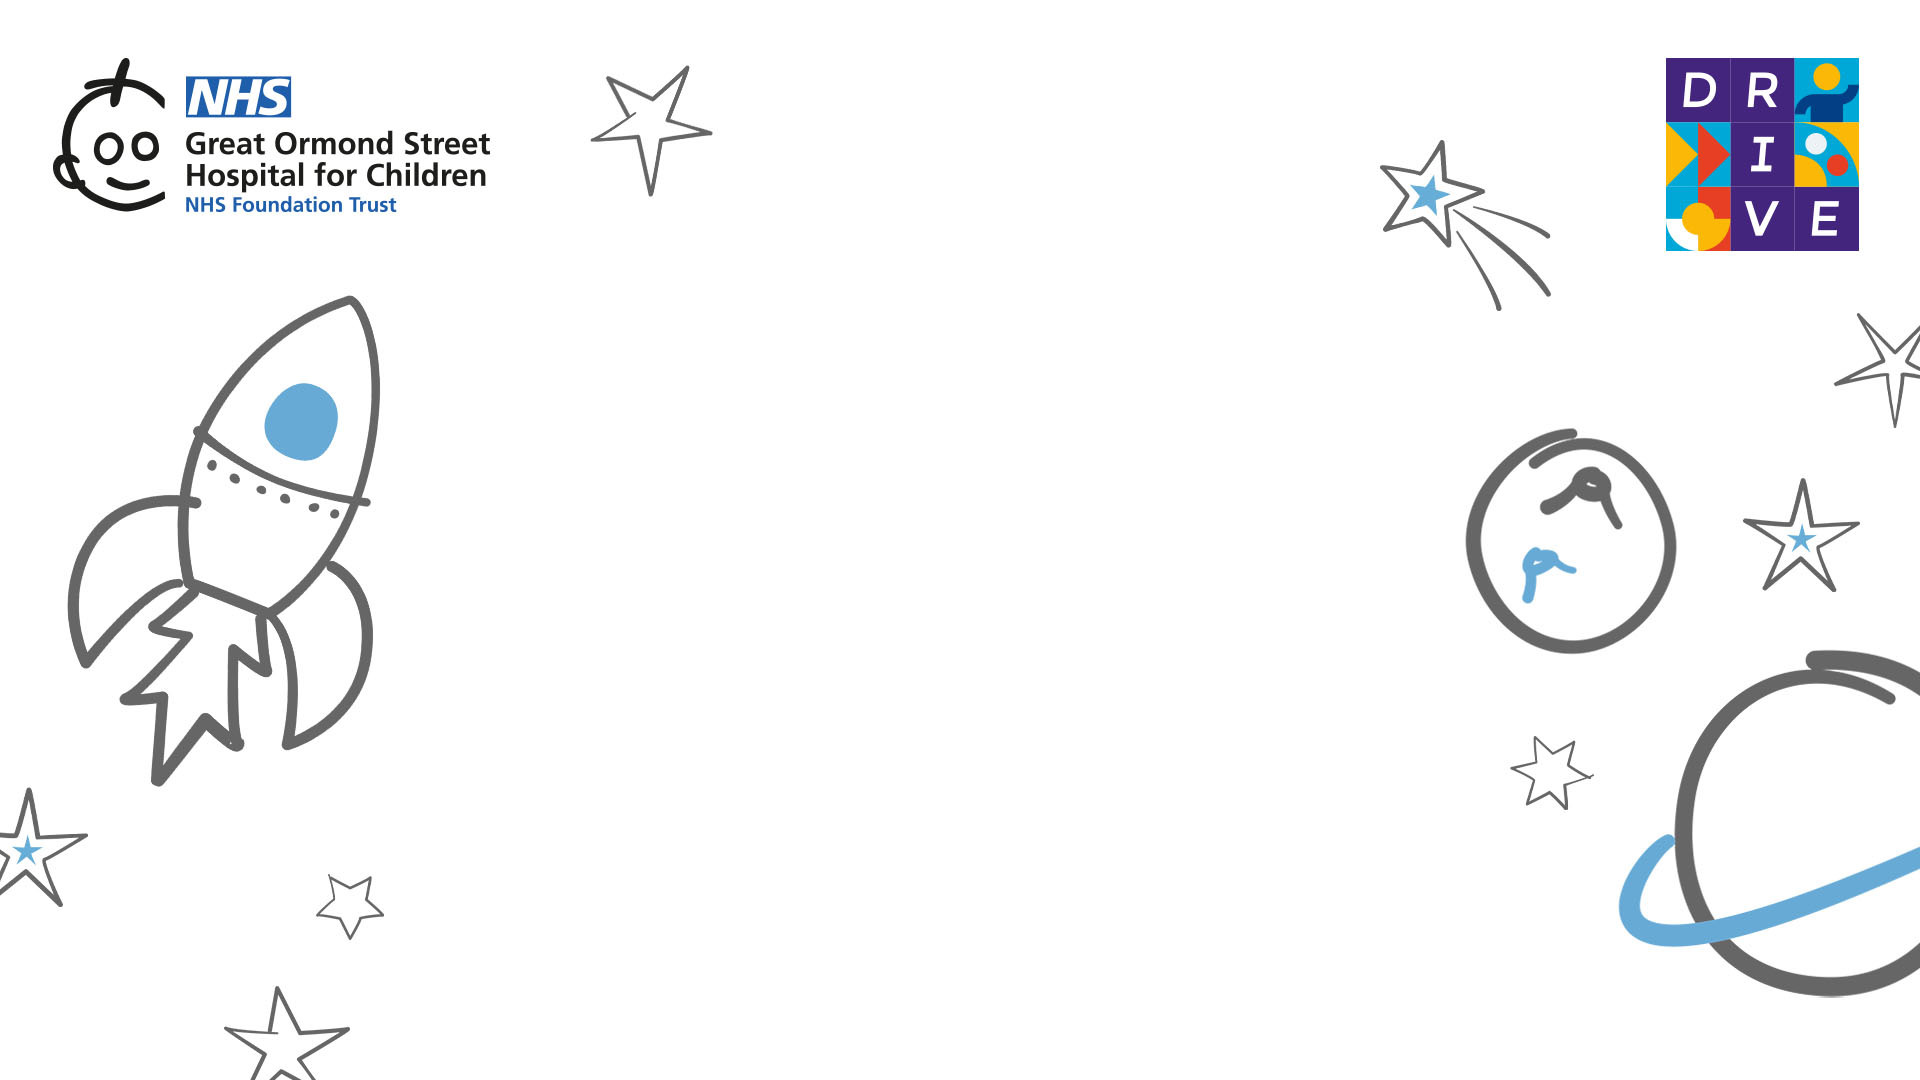 NHS
Great Ormond Street
Hospital for Children
NHS Foundation Trust
D R
I
V E